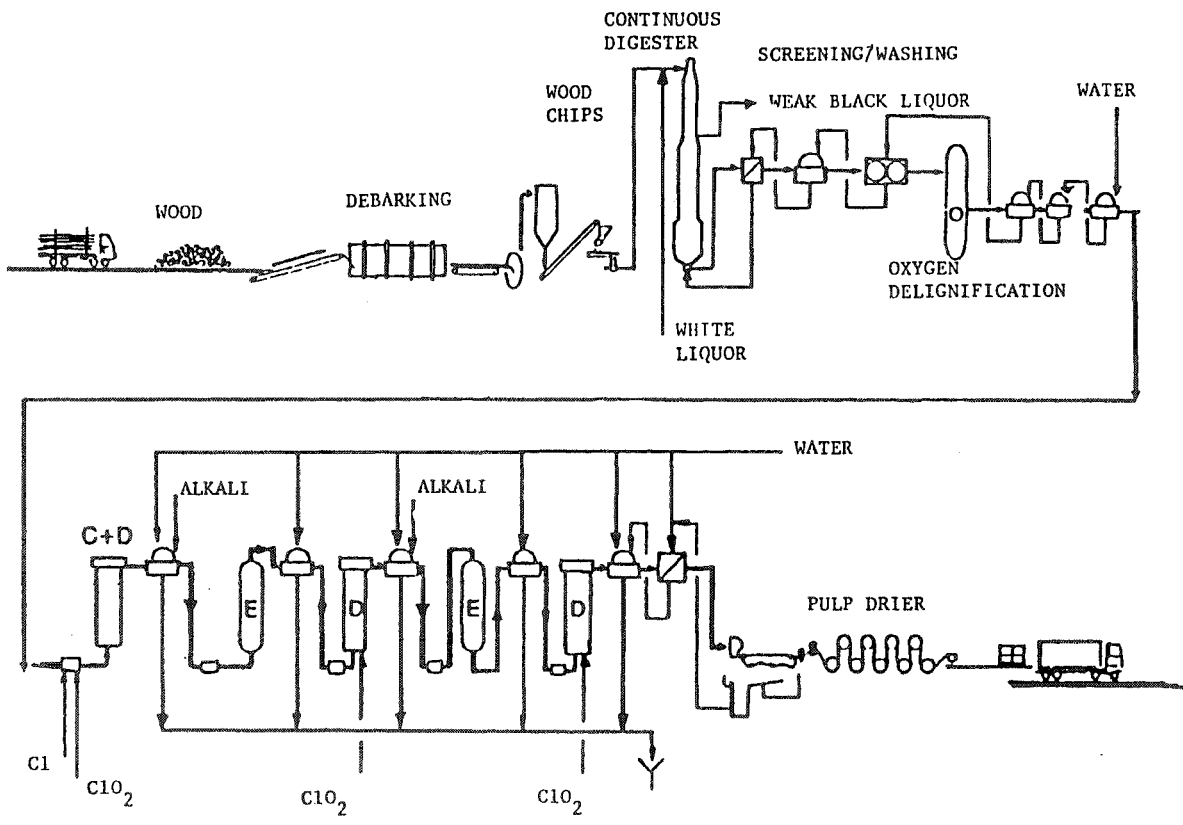 CONTINUOUS
DIGESTER
SCREENING/WASHING
WOOD
CHIPS
WEAK BLACK LIQUOR
WATER
WOOD
DEBARKING
OXYGEN
DELIGNIFICATION
WHITE
LIQUOR
WATER
ALKALI
ALKALI
C+D
E
D
E
D
PULP DRIER
Cl
ClO2
ClO2
ClO2